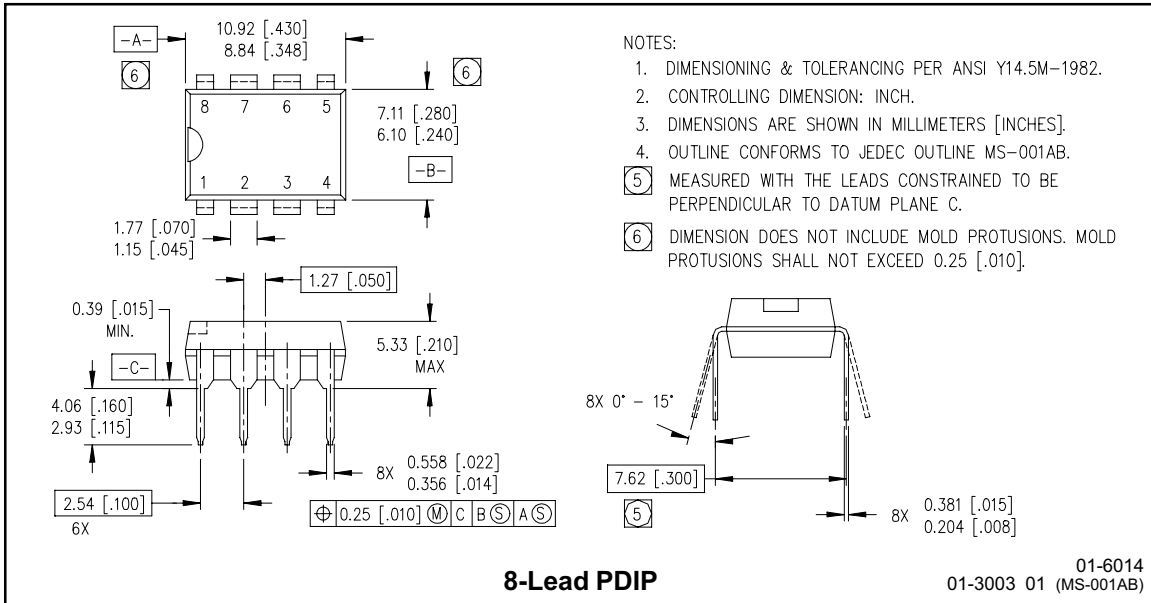 -A-
10.92 [.430]
8.84 [.348]
6
6
8 7 6 5
1 2 3 4
7.11 [.280]
6.10 [.240]
-B-
1.77 [.070]
1.15 [.045]
1.27 [.050]
0.39 [.015]
MIN.
-C-
5.33 [.210]
MAX
4.06 [.160]
2.93 [.115]
8X 0.558 [.022]
0.356 [.014]
2.54 [.100]
6X
⌖ 0.25 [.010] Ⓜ C B Ⓢ A Ⓢ
NOTES:
1. DIMENSIONING & TOLERANCING PER ANSI Y14.5M-1982.
2. CONTROLLING DIMENSION: INCH.
3. DIMENSIONS ARE SHOWN IN MILLIMETERS [INCHES].
4. OUTLINE CONFORMS TO JEDEC OUTLINE MS-001AB.
5 MEASURED WITH THE LEADS CONSTRAINED TO BE
PERPENDICULAR TO DATUM PLANE C.
6 DIMENSION DOES NOT INCLUDE MOLD PROTUSIONS. MOLD
PROTUSIONS SHALL NOT EXCEED 0.25 [.010].
8X 0° - 15°
7.62 [.300]
5
8X 0.381 [.015]
0.204 [.008]
8-Lead PDIP
01-6014
01-3003 01 (MS-001AB)